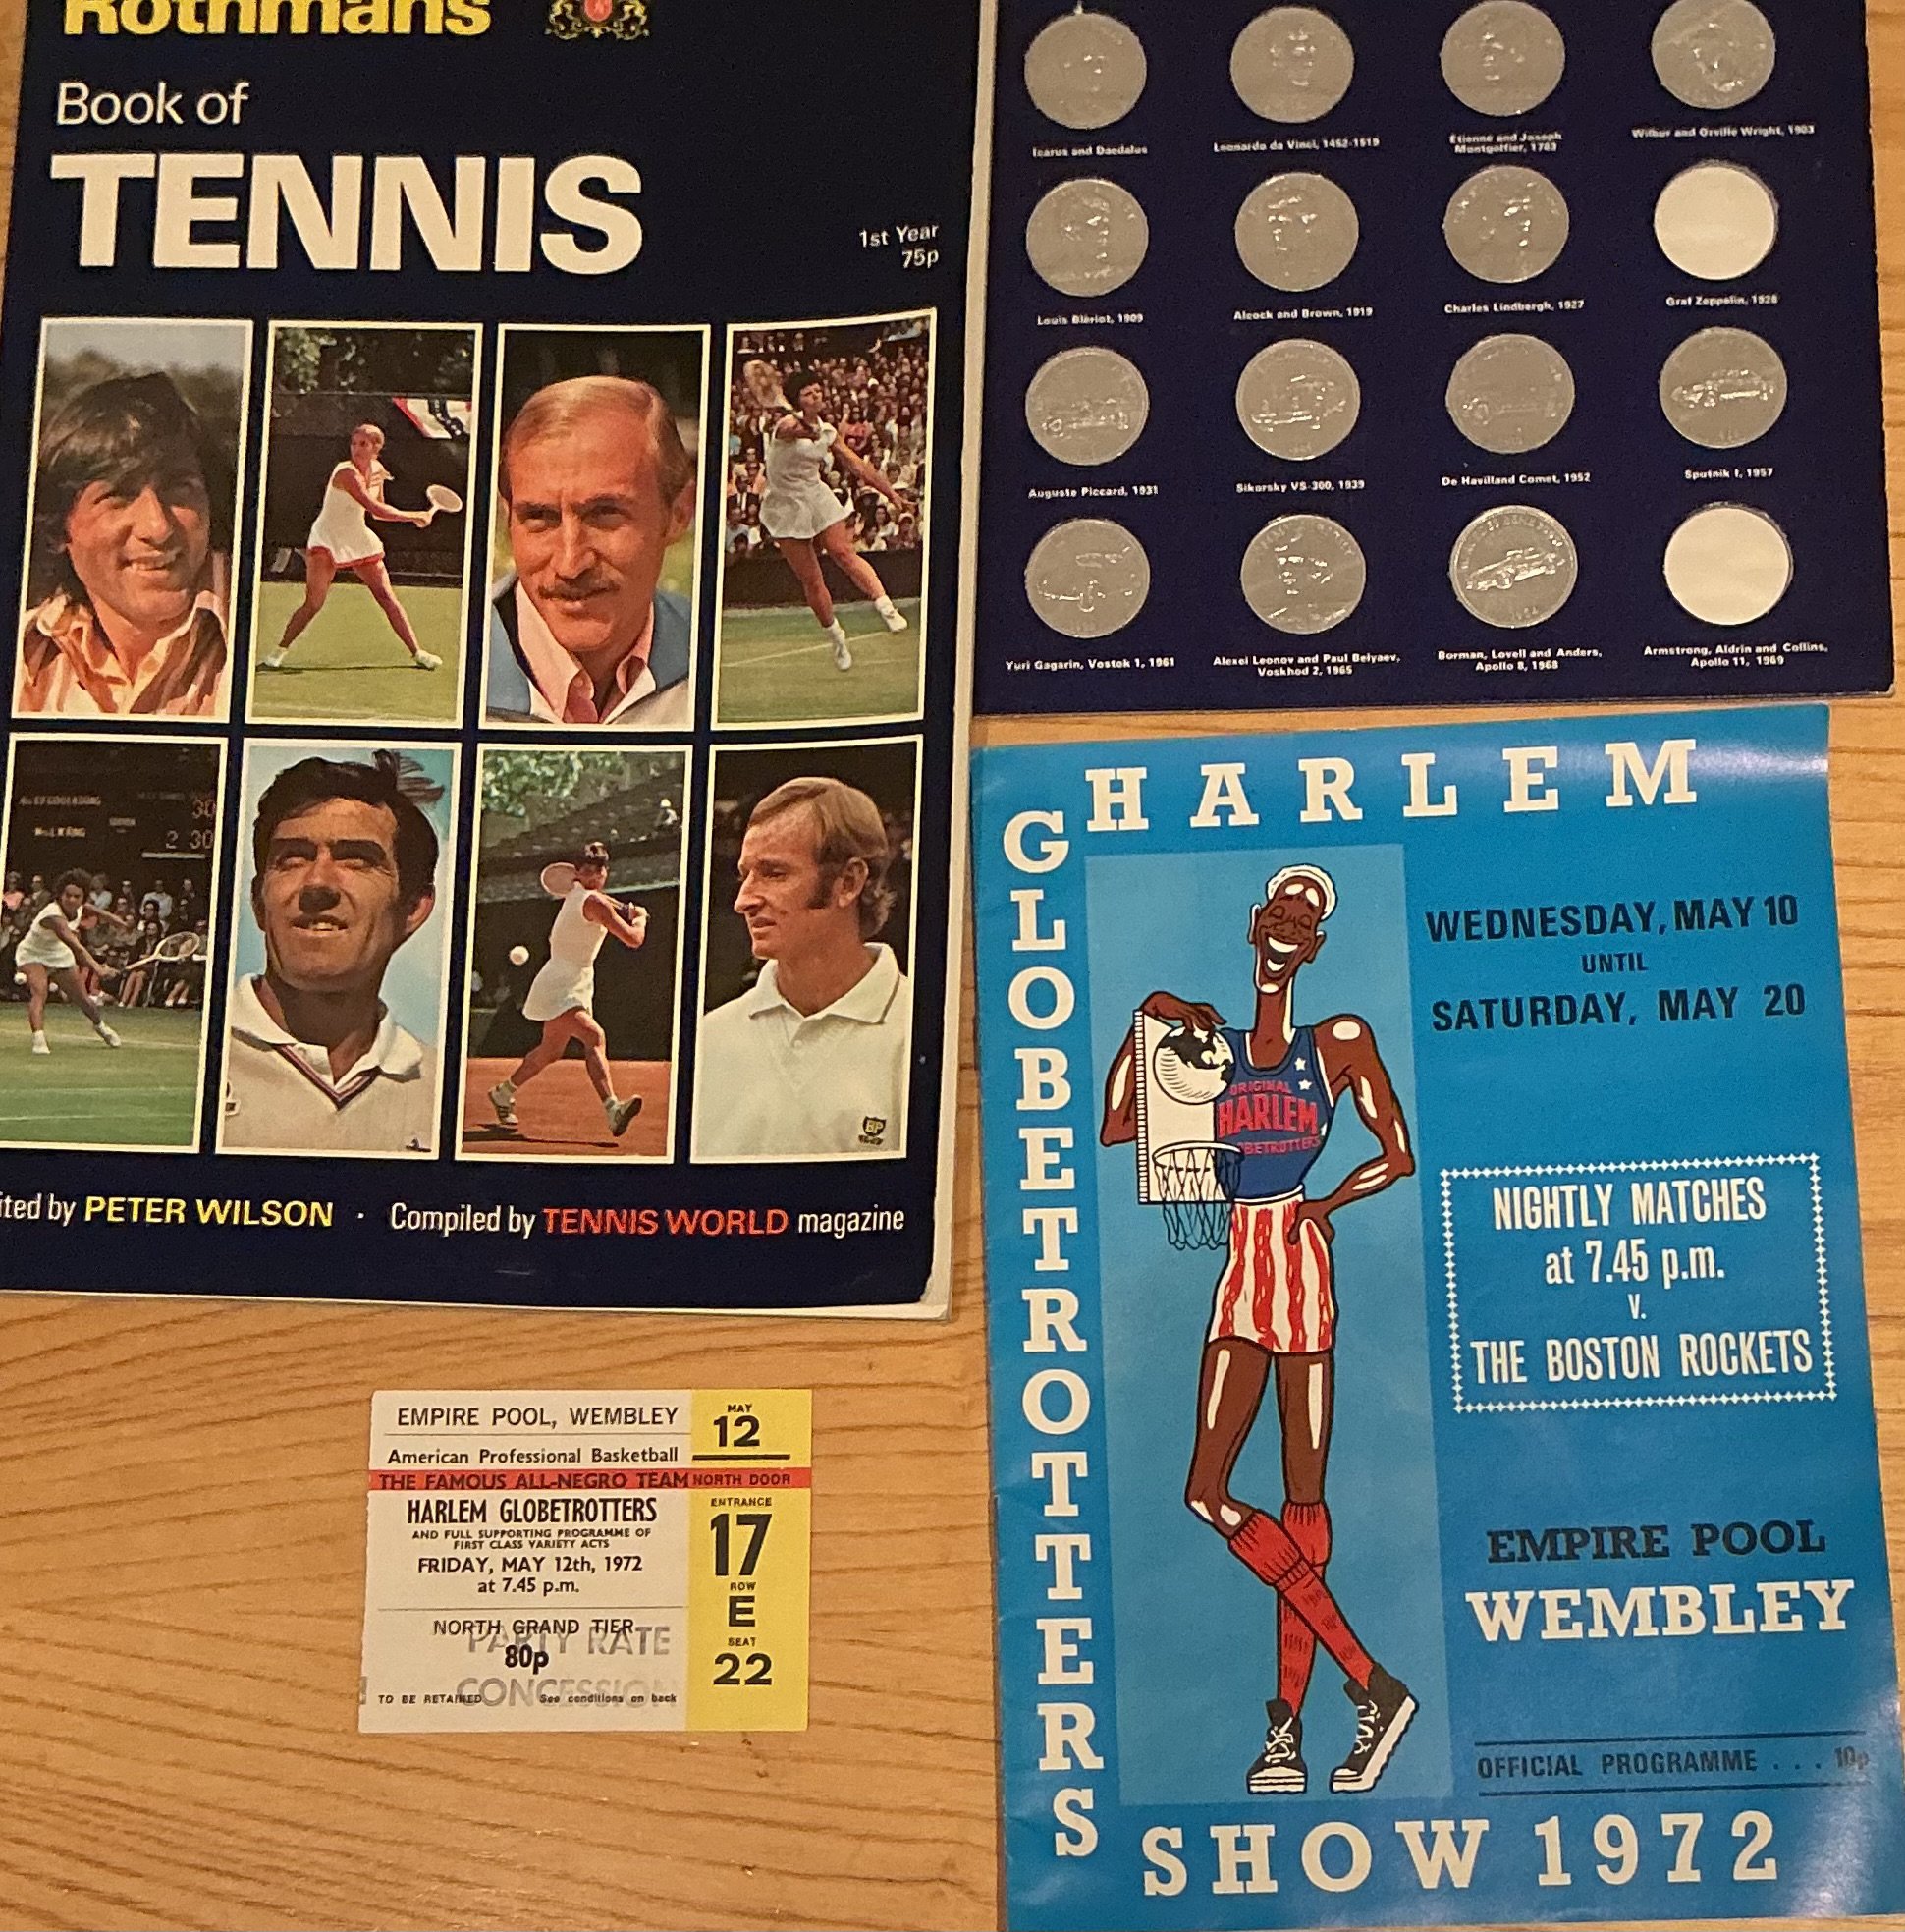 Rothmans
Book of
TENNIS
1st Year
75p
30
2 30
BP
ited by PETER WILSON · Compiled by TENNIS WORLD magazine
Icarus and Daedalus
Leonardo da Vinci, 1452-1519
Étienne and Joseph
Montgolfier, 1783
Wilbur and Orville Wright, 1903
Louis Blériot, 1909
Alcock and Brown, 1919
Charles Lindbergh, 1927
Graf Zeppelin, 1928
Auguste Piccard, 1931
Sikorsky VS-300, 1939
De Havilland Comet, 1952
Sputnik I, 1957
Yuri Gagarin, Vostok 1, 1961
Alexei Leonov and Paul Belyaev,
Voskhod 2, 1965
Borman, Lovell and Anders,
Apollo 8, 1968
Armstrong, Aldrin and Collins,
Apollo 11, 1969
HARLEM
GLOBETROTTERS
WEDNESDAY, MAY 10
UNTIL
SATURDAY, MAY 20
ORIGINAL
HARLEM
OBETROTTERS
NIGHTLY MATCHES
at 7.45 p.m.
v.
THE BOSTON ROCKETS
EMPIRE POOL
WEMBLEY
OFFICIAL PROGRAMME . . . 10p
SHOW 1972
EMPIRE POOL, WEMBLEY
American Professional Basketball
THE FAMOUS ALL-NEGRO TEAM
HARLEM GLOBETROTTERS
AND FULL SUPPORTING PROGRAMME OF
FIRST CLASS VARIETY ACTS
FRIDAY, MAY 12th, 1972
at 7.45 p.m.
NORTH GRAND TIER
80p
PARTY RATE
CONCESSION
TO BE RETAINED See conditions on back
MAY
12
NORTH DOOR
ENTRANCE
17
ROW
E
SEAT
22